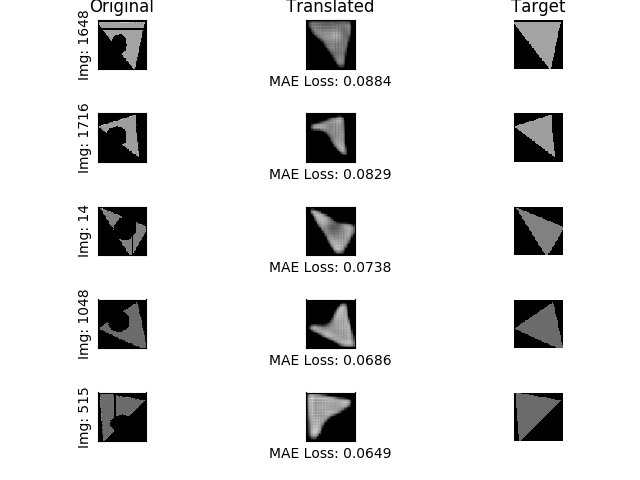 Original
Translated
Target
Img: 1648
MAE Loss: 0.0884
Img: 1716
MAE Loss: 0.0829
Img: 14
MAE Loss: 0.0738
Img: 1048
MAE Loss: 0.0686
Img: 515
MAE Loss: 0.0649